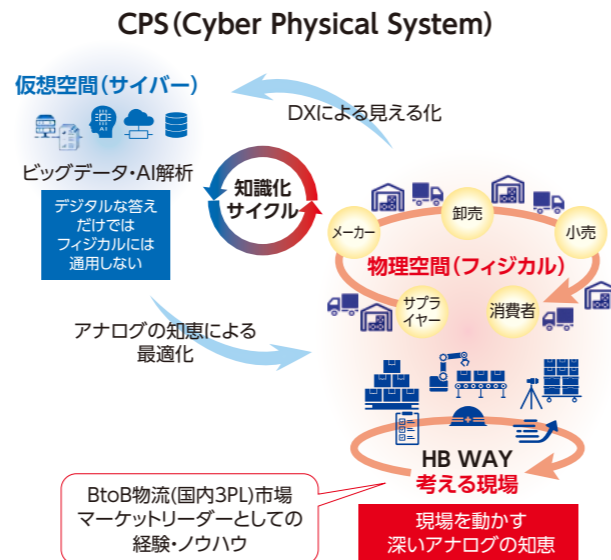 CPS(Cyber Physical System)
仮想空間(サイバー)
AI
ビッグデータ・AI解析
デジタルな答え
だけでは
フィジカルには
通用しない
DXによる見える化
知識化
サイクル
メーカー
卸売
小売
物理空間(フィジカル)
サプラ
イヤー
消費者
アナログの知恵による
最適化
HB WAY
考える現場
BtoB物流(国内3PL)市場
マーケットリーダーとしての
経験・ノウハウ
現場を動かす
深いアナログの知恵